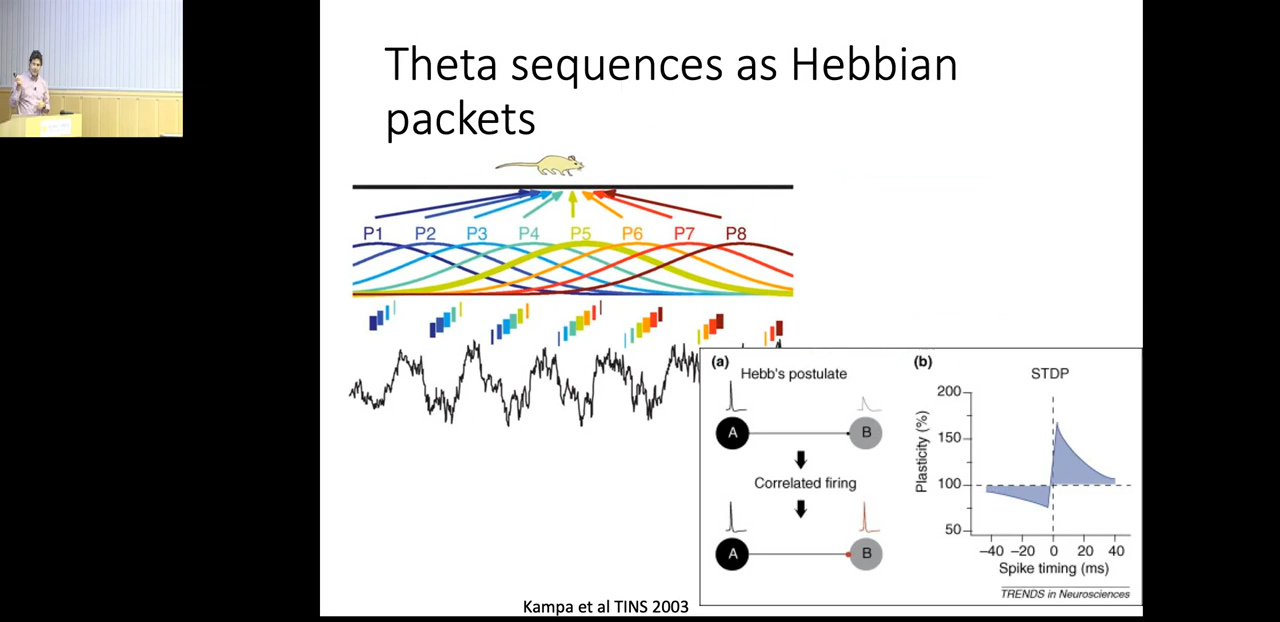 Theta sequences as Hebbian
packets
P1 P2 P3 P4 P5 P6 P7 P8
(a)
Hebb's postulate
A B
Correlated firing
A B
(b)
STDP
Plasticity (%)
200
150
100
50
−40 −20 0 20 40
Spike timing (ms)
TRENDS in Neurosciences
Kampa et al TINS 2003